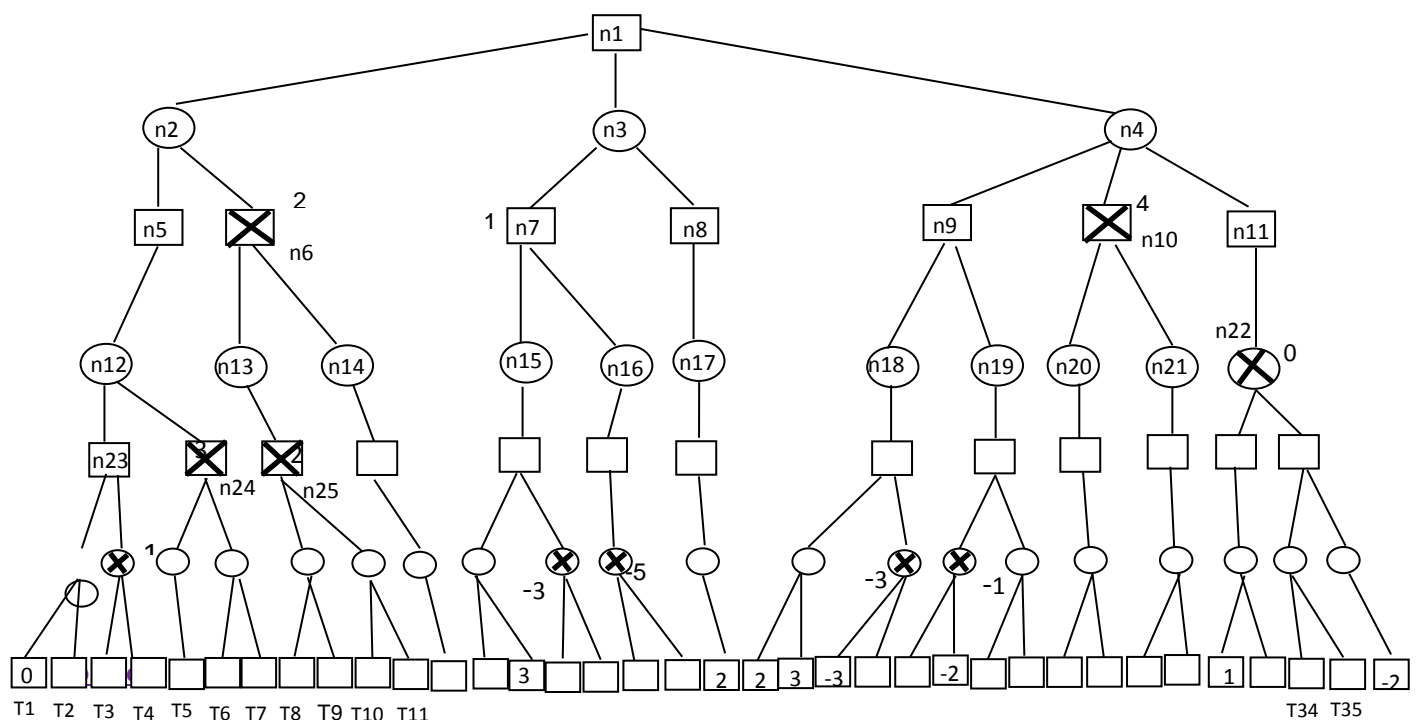 n1
n2 n3 n4
2 4
n5 1 n7 n8 n9 n11
n6 n10
n22 0
n12 n13 n14 n15 n16 n17 n18 n19 n20 n21
3 2
n23 n24 n25
1 -3 -5 -3 -1
0 3 2 2 3 -3 -2 1 -2
T1 T2 T3 T4 T5 T6 T7 T8 T9 T10 T11 T34 T35